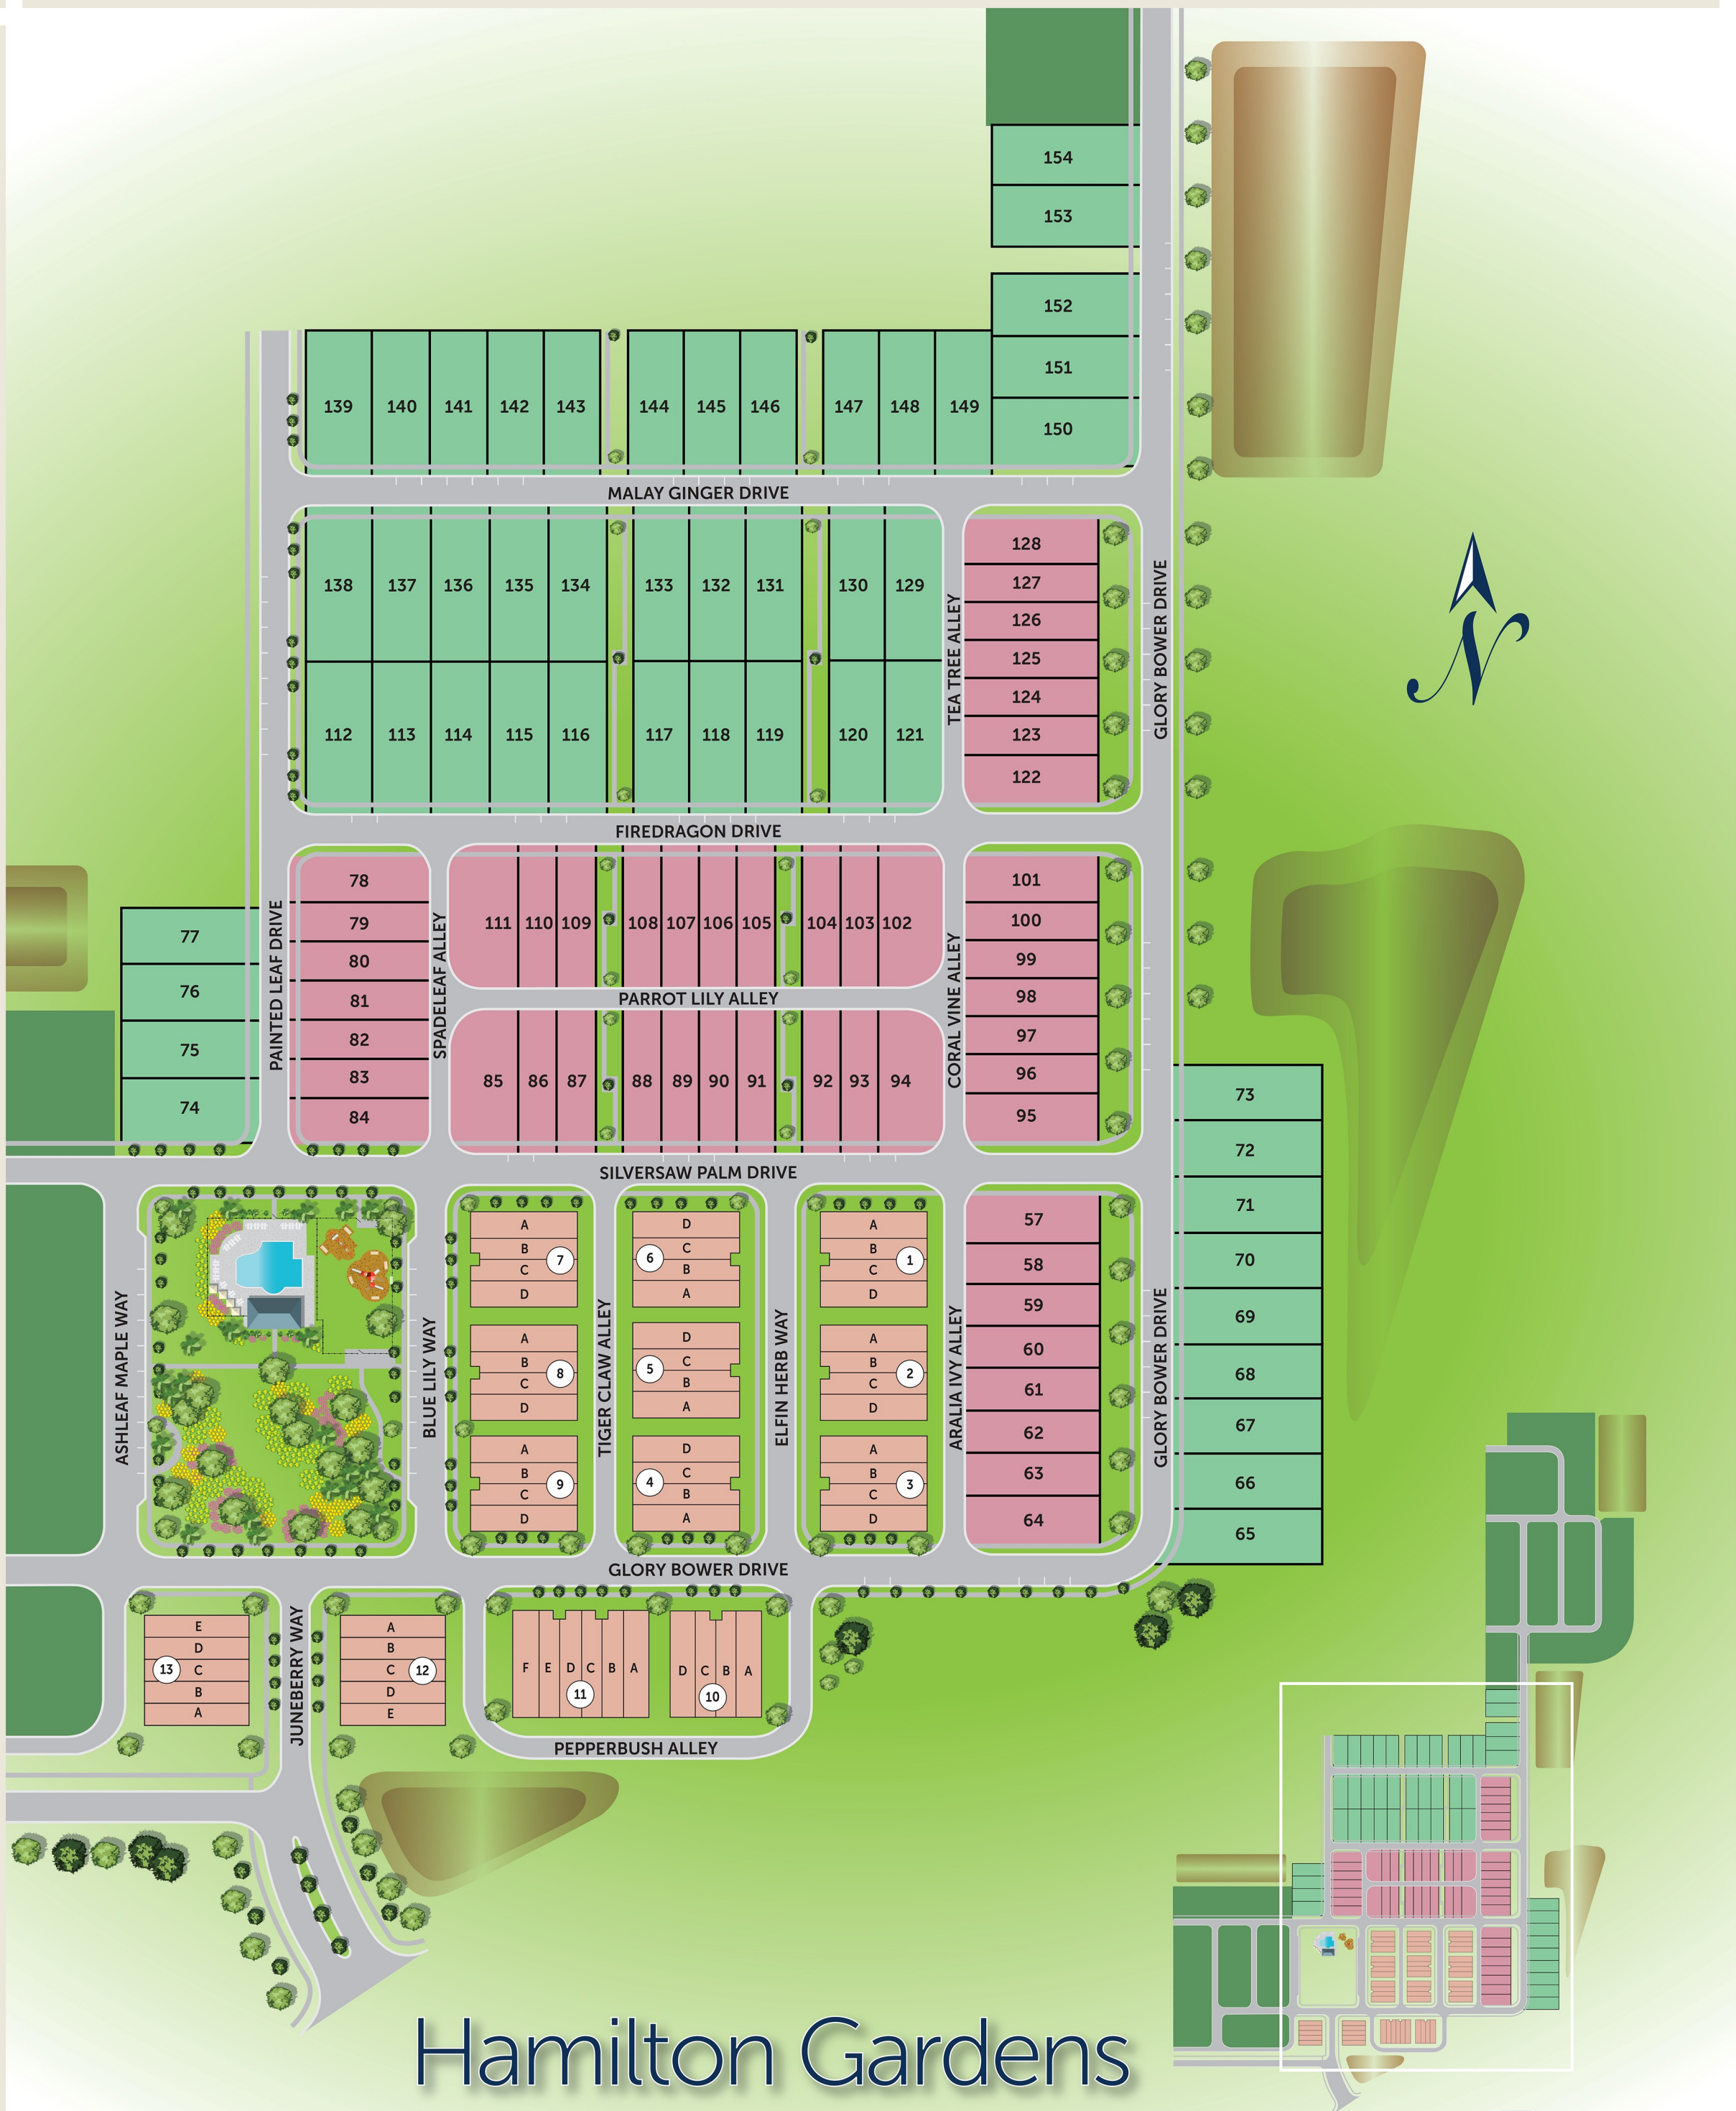 154
153
152
151
150
139 140 141 142 143 144 145 146 147 148 149
MALAY GINGER DRIVE
138 137 136 135 134 133 132 131 130 129
112 113 114 115 116 117 118 119 120 121
TEA TREE ALLEY
128
127
126
125
124
123
122
GLORY BOWER DRIVE
N
FIREDRAGON DRIVE
77
76
75
74
PAINTED LEAF DRIVE
78
79
80
81
82
83
84
SPADELEAF ALLEY
111 110 109 108 107 106 105 104 103 102
PARROT LILY ALLEY
85 86 87 88 89 90 91 92 93 94
CORAL VINE ALLEY
101
100
99
98
97
96
95
SILVERSAW PALM DRIVE
73
72
71
70
69
68
67
66
65
ASHLEAF MAPLE WAY
BLUE LILY WAY
A
B
C
D
7
A
B
C
D
8
A
B
C
D
9
TIGER CLAW ALLEY
D
C
B
A
6
D
C
B
A
5
D
C
B
A
4
ELFIN HERB WAY
A
B
C
D
1
A
B
C
D
2
A
B
C
D
3
ARALIA IVY ALLEY
57
58
59
60
61
62
63
64
GLORY BOWER DRIVE
GLORY BOWER DRIVE
E
D
C
B
A
13
JUNEBERRY WAY
A
B
C
D
E
12
F E D C B A
11
D C B A
10
PEPPERBUSH ALLEY
Hamilton Gardens